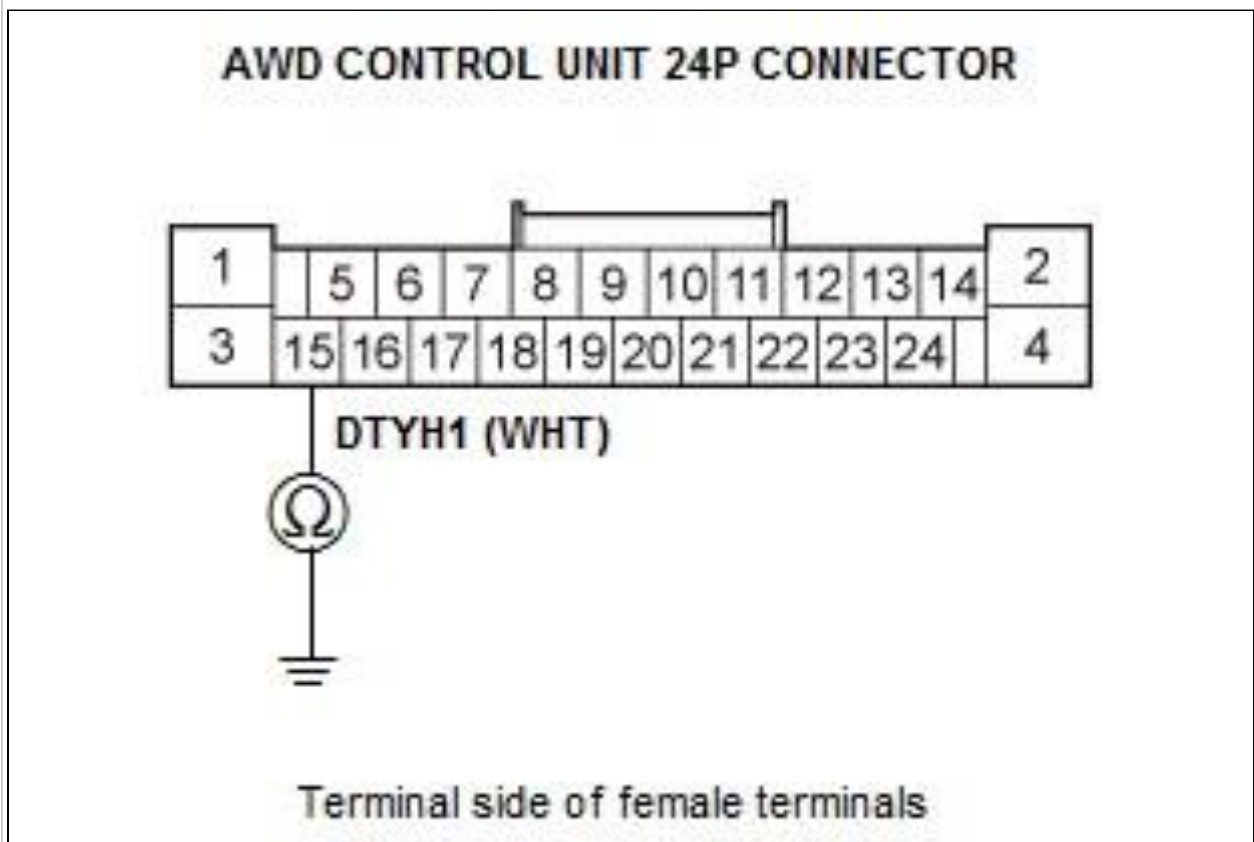 AWD CONTROL UNIT 24P CONNECTOR
1 5 6 7 8 9 10 11 12 13 14 2
3 15 16 17 18 19 20 21 22 23 24 4
DTYH1 (WHT)
Ω
Terminal side of female terminals